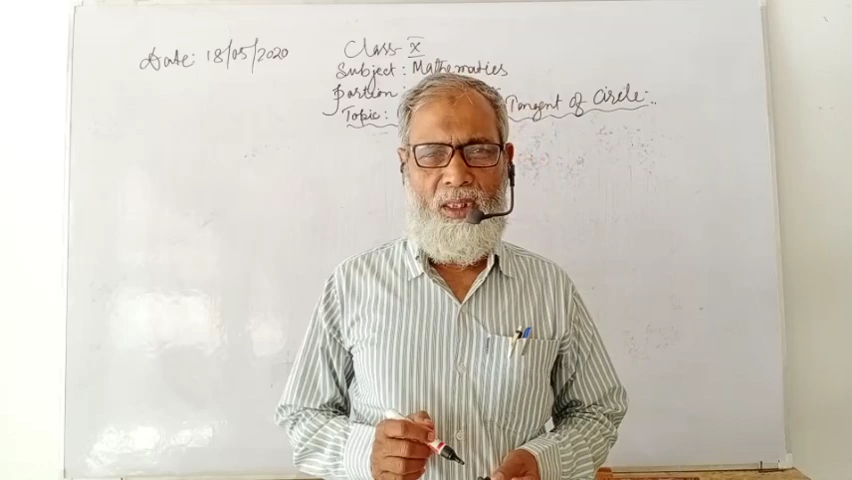 Date: 18/05/2020
Class- X
Subject: Mathematics
Portion:
Topic: Tangent of Circle: